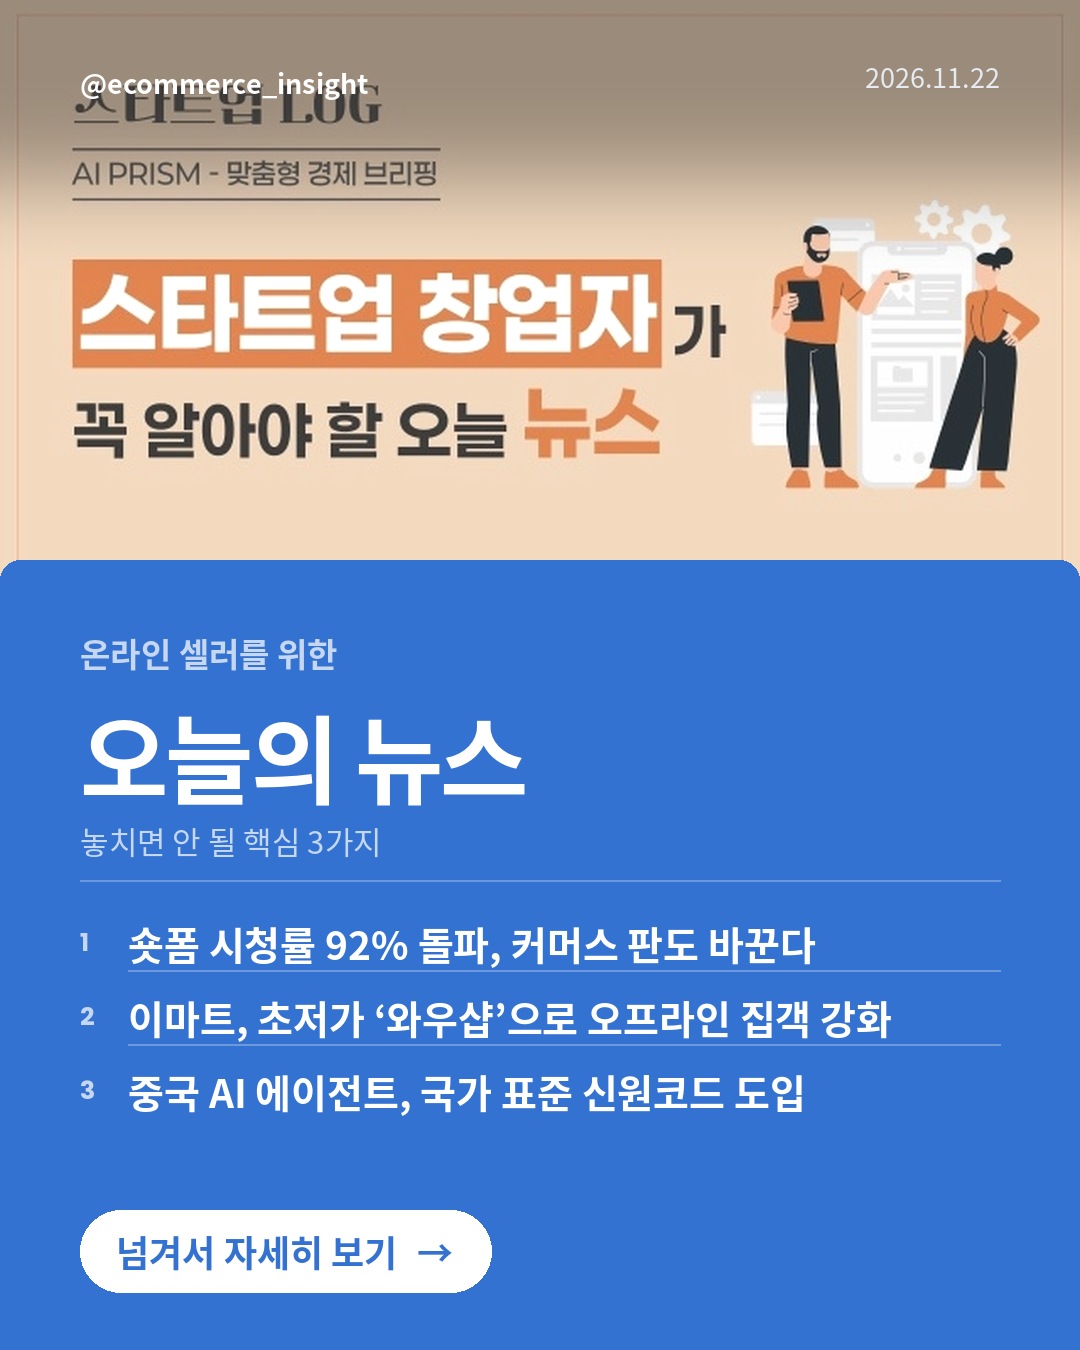 @ecommerce_insight
2026.11.22
스타트업 LOG
AI PRISM - 맞춤형 경제 브리핑
스타트업 창업자 가
꼭 알아야 할 오늘 뉴스
온라인 셀러를 위한
오늘의 뉴스
놓치면 안 될 핵심 3가지
1 숏폼 시청률 92% 돌파, 커머스 판도 바꾼다
2 이마트, 초저가 ‘와우샵’으로 오프라인 집객 강화
3 중국 AI 에이전트, 국가 표준 신원코드 도입
넘겨서 자세히 보기 →